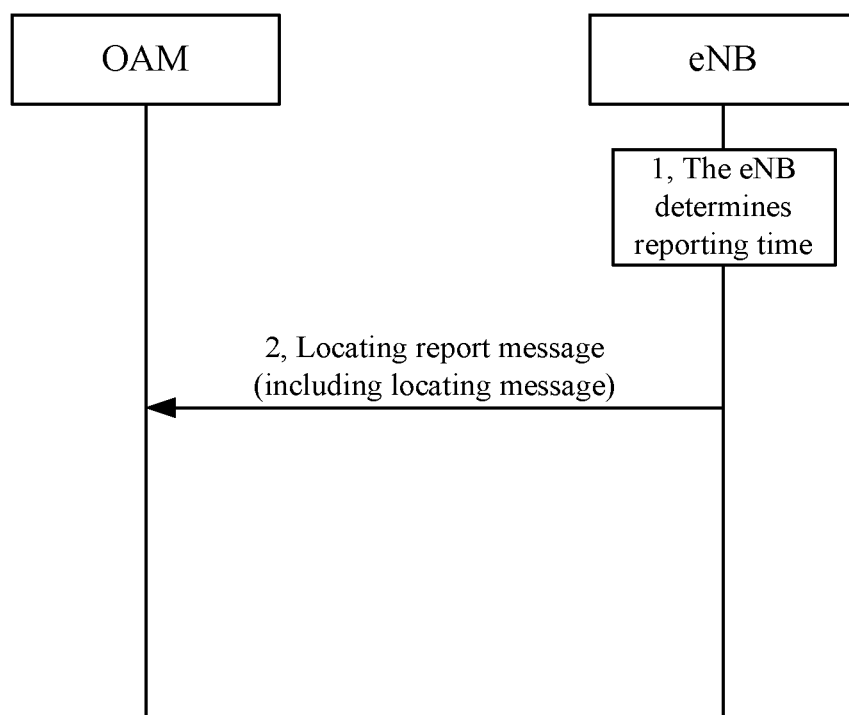 OAM
eNB
1, The eNB
determines
reporting time
2, Locating report message
(including locating message)